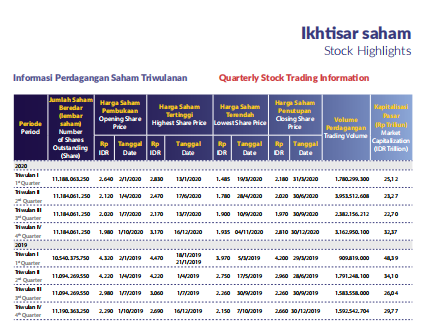 Ikhtisar saham
Stock Highlights
Informasi Perdagangan Saham Triwulanan Quarterly Stock Trading Information
Periode
Period
Jumlah Saham Beredar (lembar saham)
Number of Shares Outstanding (Share)
Harga Saham Pembukaan
Opening Share Price
Harga Saham Tertinggi
Highest Share Price
Harga Saham Terendah
Lowest Share Price
Harga Saham Penutupan
Closing Share Price
Volume Perdagangan
Trading Volume
Kapitalisasi Pasar (Rp Triliun)
Market Capitalization (IDR Trillion)
Rp Tanggal Rp Tanggal Rp Tanggal Rp Tanggal
IDR Date IDR Date IDR Date IDR Date
2020
Triwulan I 11.188.063.250 2.640 2/1/2020 2.830 13/1/2020 1.485 19/3/2020 2.180 31/3/2020 1.780.299.300 25,12
1st Quarter
Triwulan II 11.184.061.250 2.120 1/4/2020 2.470 17/6/2020 1.780 28/4/2020 2.020 30/6/2020 3.953.512.608 23,27
2nd Quarter
Triwulan III 11.184.061.250 2.020 1/7/2020 2.170 13/7/2020 1.900 10/9/2020 1.970 30/9/2020 2.382.156.212 22,70
3rd Quarter
Triwulan IV 11.184.061.250 1.980 1/10/2020 3.170 16/12/2020 1.935 04/11/2020 2.810 30/12/2020 3.162.950.100 32,37
4th Quarter
2019
Triwulan I 10.540.375.750 4.320 2/1/2019 4.470 18/1/2019 3.970 5/3/2019 4.200 29/3/2019 909.819.000 48,39
1st Quarter 21/1/2019
Triwulan II 11.094.269.550 4.220 1/4/2019 4.220 1/4/2019 2.750 17/5/2019 2.960 28/6/2019 1.791.248.100 34,10
2nd Quarter
Triwulan III 11.094.269.550 2.980 1/7/2019 3.060 1/7/2019 2.260 30/9/2019 2.260 30/9/2019 1.583.558.000 26,04
3rd Quarter
Triwulan IV 11.190.363.250 2.290 1/10/2019 2.690 16/12/2019 2.150 7/10/2019 2.660 30/12/2019 1.592.542.704 29,77
4th Quarter